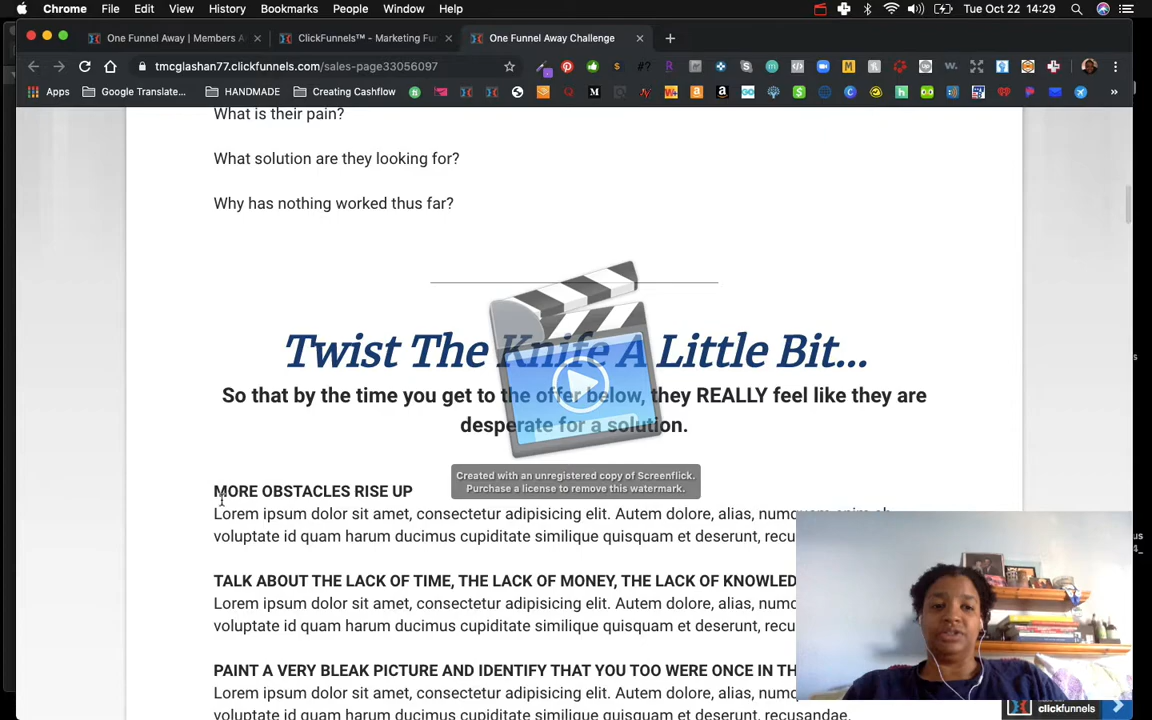 Chrome File Edit View History Bookmarks People Window Help Tue Oct 22 14:29
One Funnel Away | Members A
ClickFunnels™ - Marketing Fun
One Funnel Away Challenge
tmcglashan77.clickfunnels.com/sales-page33056097
Apps Google Translate... HANDMADE Creating Cashflow
What is their pain?
What solution are they looking for?
Why has nothing worked thus far?
Twist The Knife A Little Bit...
So that by the time you get to the offer below, they REALLY feel like they are
desperate for a solution.
Created with an unregistered copy of Screenflick.
Purchase a license to remove this watermark.
MORE OBSTACLES RISE UP
Lorem ipsum dolor sit amet, consectetur adipisicing elit. Autem dolore, alias, numquam enim ab
voluptate id quam harum ducimus cupiditate similique quisquam et deserunt, recu
TALK ABOUT THE LACK OF TIME, THE LACK OF MONEY, THE LACK OF KNOWLED
Lorem ipsum dolor sit amet, consectetur adipisicing elit. Autem dolore, alias, numq
voluptate id quam harum ducimus cupiditate similique quisquam et deserunt, recu
PAINT A VERY BLEAK PICTURE AND IDENTIFY THAT YOU TOO WERE ONCE IN TH
Lorem ipsum dolor sit amet, consectetur adipisicing elit. Autem dolore, alias, numq
voluptate id quam harum ducimus cupiditate similique quisquam et deserunt, recusandae.
clickfunnels